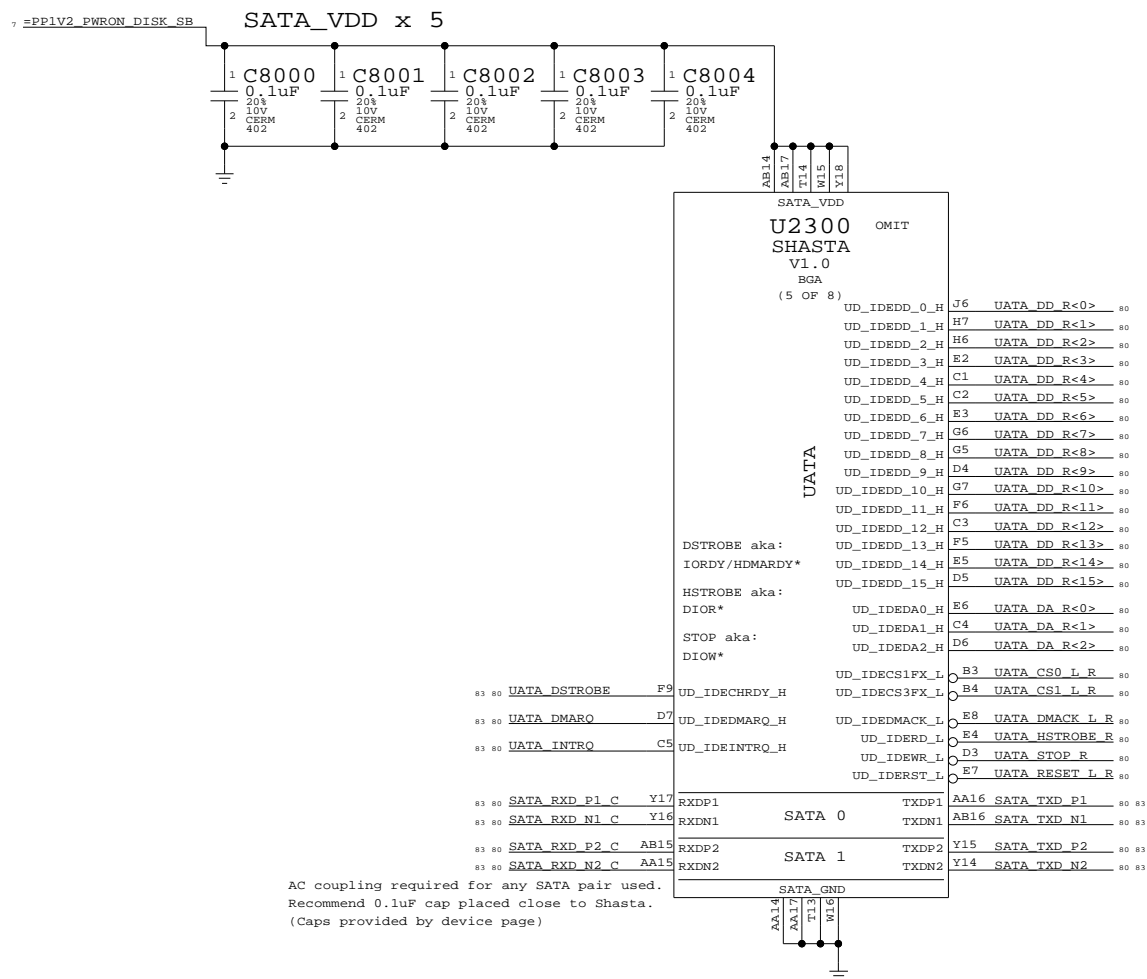 7 =PP1V2_PWRON_DISK_SB
SATA_VDD x 5
1 C8000 0.1uF 20% 10V CERM 402 2
1 C8001 0.1uF 20% 10V CERM 402 2
1 C8002 0.1uF 20% 10V CERM 402 2
1 C8003 0.1uF 20% 10V CERM 402 2
1 C8004 0.1uF 20% 10V CERM 402 2
AB14
AB17
T14
W15
Y18
SATA_VDD
U2300 OMIT
SHASTA
V1.0
BGA
(5 OF 8)
UD_IDEDD_0_H J6 UATA_DD_R<0> 80
UD_IDEDD_1_H H7 UATA_DD_R<1> 80
UD_IDEDD_2_H H6 UATA_DD_R<2> 80
UD_IDEDD_3_H E2 UATA_DD_R<3> 80
UD_IDEDD_4_H C1 UATA_DD_R<4> 80
UD_IDEDD_5_H C2 UATA_DD_R<5> 80
UD_IDEDD_6_H E3 UATA_DD_R<6> 80
UD_IDEDD_7_H G6 UATA_DD_R<7> 80
UD_IDEDD_8_H G5 UATA_DD_R<8> 80
UD_IDEDD_9_H D4 UATA_DD_R<9> 80
UD_IDEDD_10_H G7 UATA_DD_R<10> 80
UD_IDEDD_11_H F6 UATA_DD_R<11> 80
UD_IDEDD_12_H C3 UATA_DD_R<12> 80
UD_IDEDD_13_H F5 UATA_DD_R<13> 80
UD_IDEDD_14_H E5 UATA_DD_R<14> 80
UD_IDEDD_15_H D5 UATA_DD_R<15> 80
UATA
DSTROBE aka:
IORDY/HDMARDY*
HSTROBE aka:
DIOR*
STOP aka:
DIOW*
UD_IDEDA0_H E6 UATA_DA_R<0> 80
UD_IDEDA1_H C4 UATA_DA_R<1> 80
UD_IDEDA2_H D6 UATA_DA_R<2> 80
UD_IDECS1FX_L B3 UATA_CS0_L_R 80
83 80 UATA_DSTROBE F9 UD_IDECHRDY_H UD_IDECS3FX_L B4 UATA_CS1_L_R 80
83 80 UATA_DMARQ D7 UD_IDEDMARQ_H UD_IDEDMACK_L E8 UATA_DMACK_L_R 80
UD_IDERD_L E4 UATA_HSTROBE_R 80
83 80 UATA_INTRQ C5 UD_IDEINTRQ_H UD_IDEWR_L D3 UATA_STOP_R 80
UD_IDERST_L E7 UATA_RESET_L_R 80
83 80 SATA_RXD_P1_C Y17 RXDP1 TXDP1 AA16 SATA_TXD_P1 80 83
SATA 0
83 80 SATA_RXD_N1_C Y16 RXDN1 TXDN1 AB16 SATA_TXD_N1 80 83
83 80 SATA_RXD_P2_C AB15 RXDP2 TXDP2 Y15 SATA_TXD_P2 80 83
SATA 1
83 80 SATA_RXD_N2_C AA15 RXDN2 TXDN2 Y14 SATA_TXD_N2 80 83
AC coupling required for any SATA pair used.
Recommend 0.1uF cap placed close to Shasta.
(Caps provided by device page)
SATA_GND
AA14
AA17
T13
W16